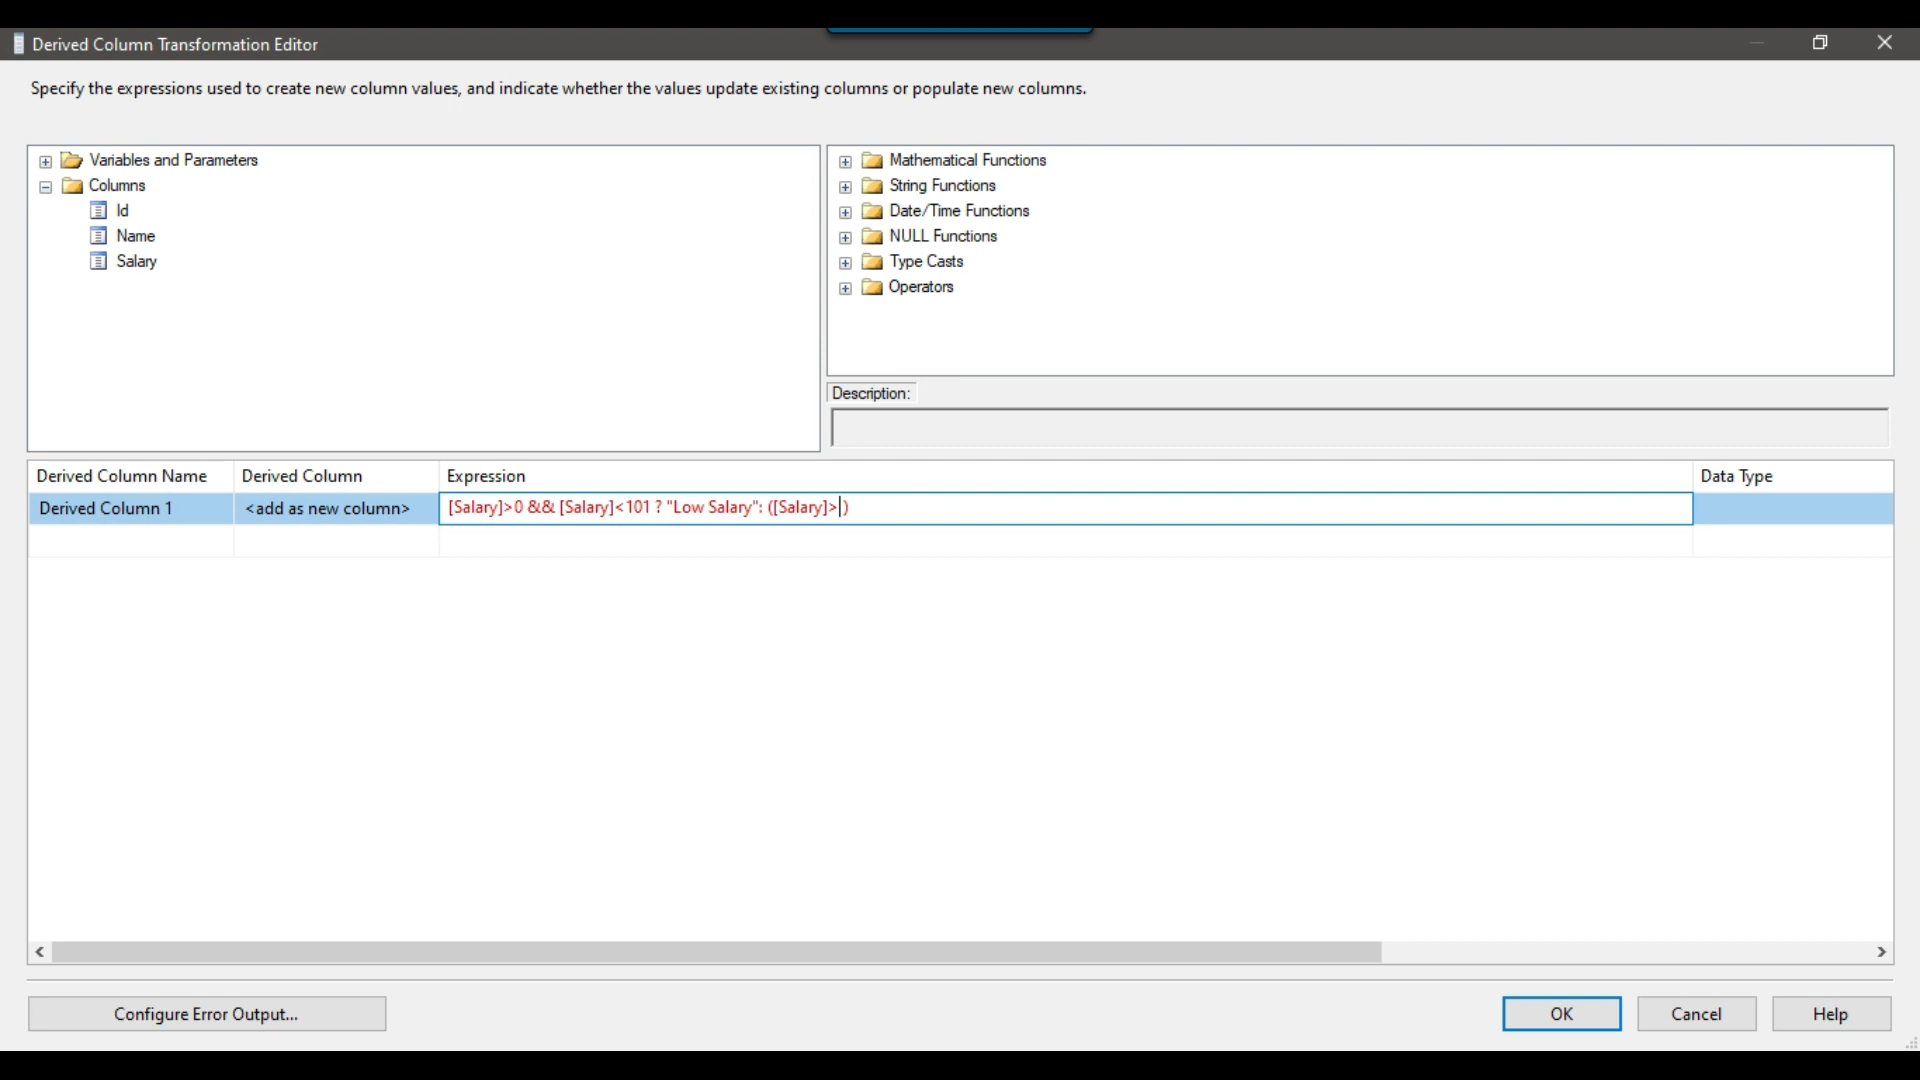 Derived Column Transformation Editor
Specify the expressions used to create new column values, and indicate whether the values update existing columns or populate new columns.
Variables and Parameters
Columns
Id
Name
Salary
Mathematical Functions
String Functions
Date/Time Functions
NULL Functions
Type Casts
Operators
Description:
Derived Column Name Derived Column Expression Data Type
Derived Column 1 <add as new column> [Salary]>0 && [Salary]<101 ? "Low Salary": ([Salary]>)
Configure Error Output... OK Cancel Help